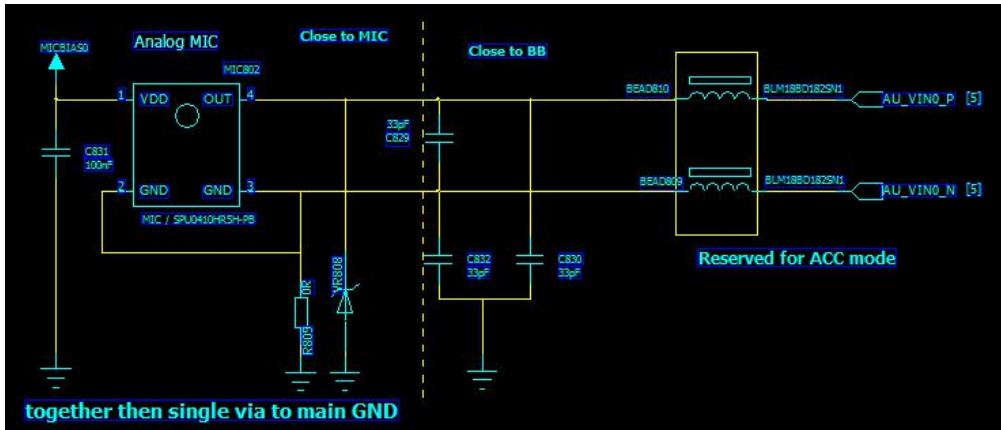 MICBIAS0
Analog MIC
Close to MIC
Close to BB
MIC802
1 VDD OUT 4
C831
100nF
2 GND GND 3
MIC / SPU0410HR5H-PB
33pF
C829
BEAD810
BLM18BD182SN1
AU_VIN0_P [5]
BEAD809
BLM18BD182SN1
AU_VIN0_N [5]
C832
33pF
C830
33pF
Reserved for ACC mode
0R
R805
VR808
together then single via to main GND